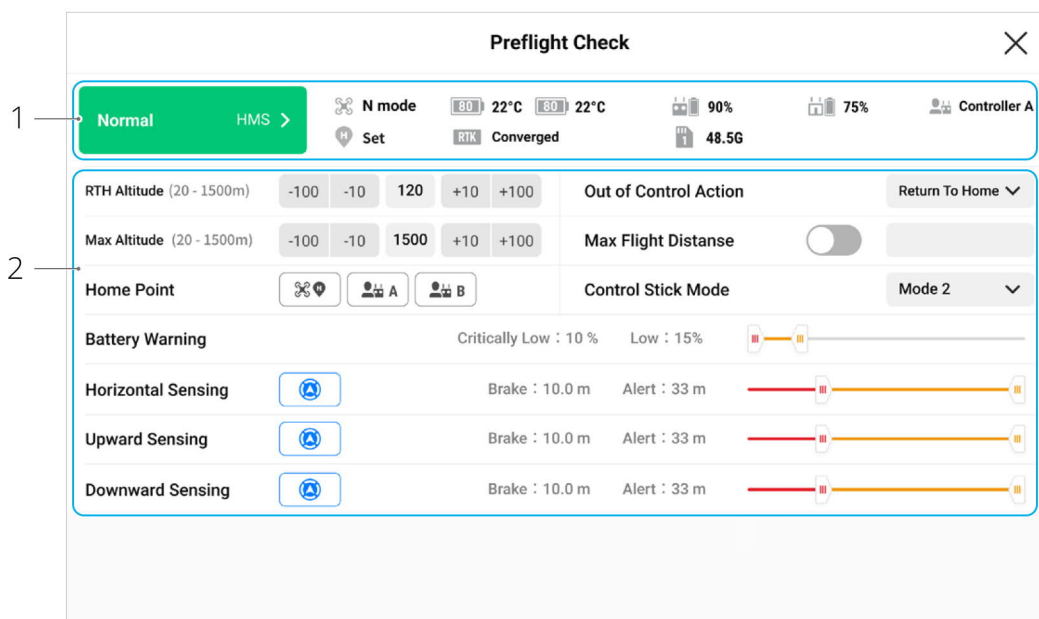 Preflight Check
1
Normal HMS
N mode 80 22°C 80 22°C 90% 75% Controller A
H Set RTK Converged 1 48.5G
2
RTH Altitude (20 - 1500m) -100 -10 120 +10 +100 Out of Control Action Return To Home
Max Altitude (20 - 1500m) -100 -10 1500 +10 +100 Max Flight Distanse
Home Point H A B Control Stick Mode Mode 2
Battery Warning Critically Low : 10 % Low : 15%
Horizontal Sensing Brake : 10.0 m Alert : 33 m
Upward Sensing Brake : 10.0 m Alert : 33 m
Downward Sensing Brake : 10.0 m Alert : 33 m